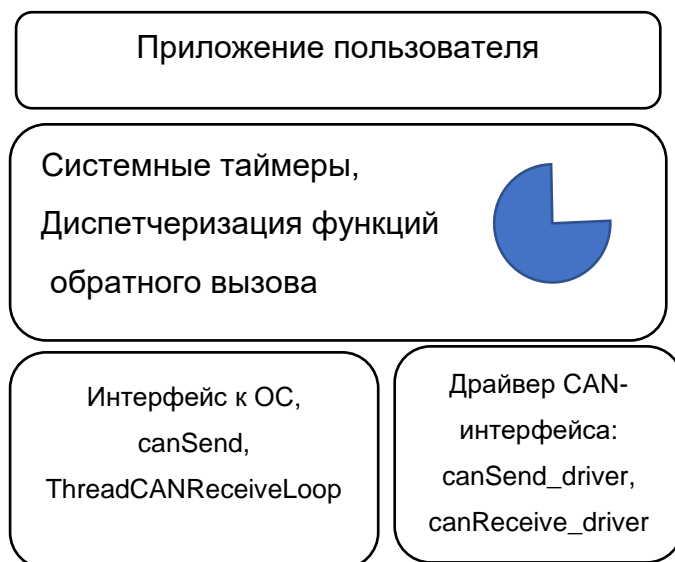 Приложение пользователя
Системные таймеры,
Диспетчеризация функций
обратного вызова
Интерфейс к ОС,
canSend,
ThreadCANReceiveLoop
Драйвер CAN-
интерфейса:
canSend_driver,
canReceive_driver